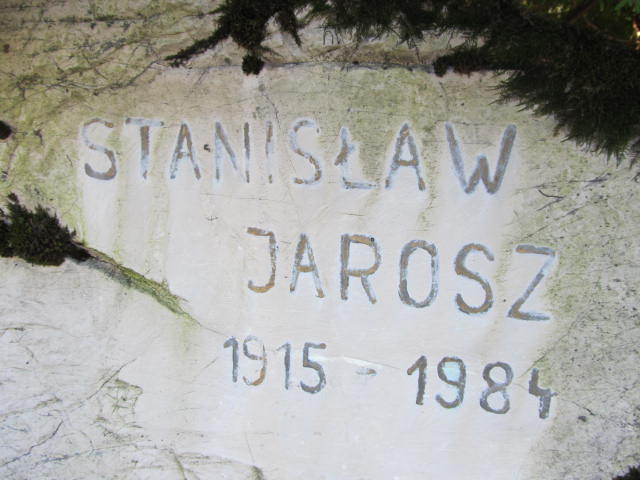 STANISŁAW
JAROSZ
1915 - 1984